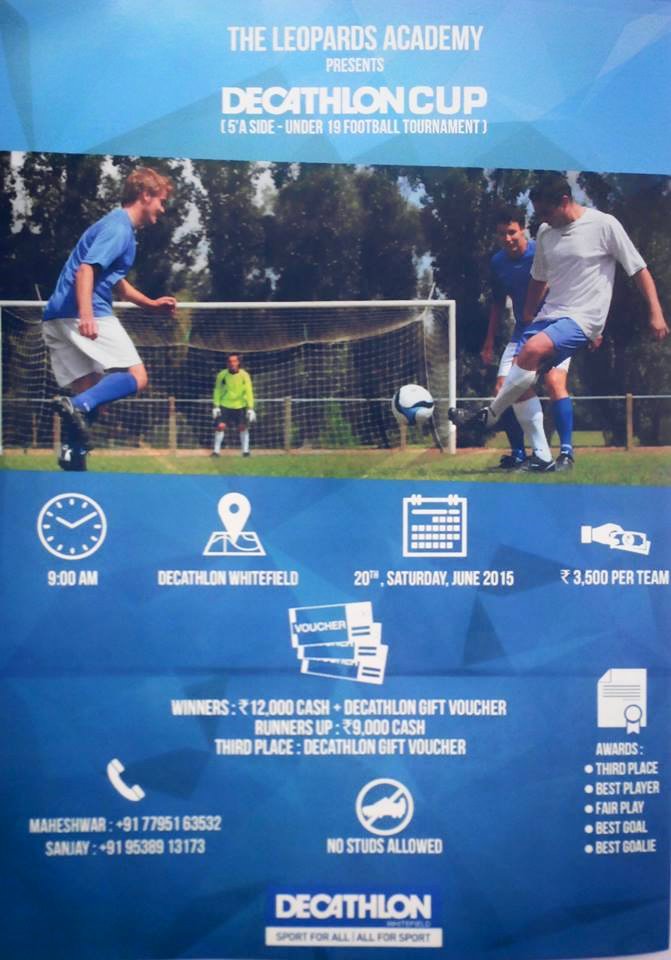 THE LEOPARDS ACADEMY
PRESENTS
DECATHLON CUP
( 5'A SIDE - UNDER 19 FOOTBALL TOURNAMENT )
9:00 AM
DECATHLON WHITEFIELD
20TH , SATURDAY, JUNE 2015
₹ 3,500 PER TEAM
VOUCHER
WINNERS : ₹12,000 CASH + DECATHLON GIFT VOUCHER
RUNNERS UP : ₹9,000 CASH
THIRD PLACE : DECATHLON GIFT VOUCHER
AWARDS :
• THIRD PLACE
• BEST PLAYER
• FAIR PLAY
• BEST GOAL
• BEST GOALIE
MAHESHWAR : +91 77951 63532
SANJAY : +91 95389 13173
NO STUDS ALLOWED
DECATHLON
WHITEFIELD
SPORT FOR ALL | ALL FOR SPORT